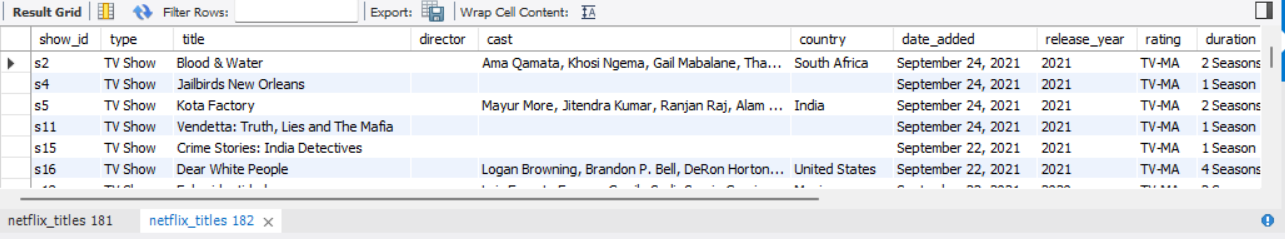 Result Grid Filter Rows: Export: Wrap Cell Content:
show_id type title director cast country date_added release_year rating duration
s2 TV Show Blood & Water Ama Qamata, Khosi Ngema, Gail Mabalane, Tha... South Africa September 24, 2021 2021 TV-MA 2 Seasons
s4 TV Show Jailbirds New Orleans September 24, 2021 2021 TV-MA 1 Season
s5 TV Show Kota Factory Mayur More, Jitendra Kumar, Ranjan Raj, Alam ... India September 24, 2021 2021 TV-MA 2 Seasons
s11 TV Show Vendetta: Truth, Lies and The Mafia September 24, 2021 2021 TV-MA 1 Season
s15 TV Show Crime Stories: India Detectives September 22, 2021 2021 TV-MA 1 Season
s16 TV Show Dear White People Logan Browning, Brandon P. Bell, DeRon Horton... United States September 22, 2021 2021 TV-MA 4 Seasons
netflix_titles 181 netflix_titles 182